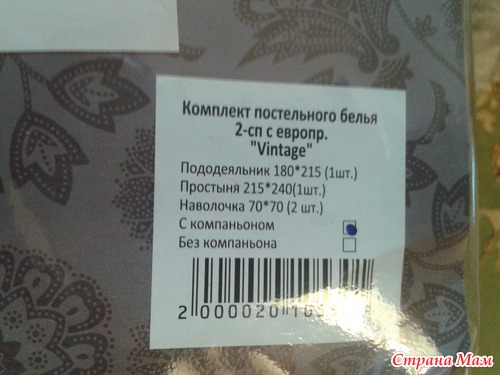 Комплект постельного белья
2-сп с европр.
"Vintage"
Пододеяльник 180*215 (1шт.)
Простыня 215*240(1шт.)
Наволочка 70*70 (2 шт.)
С компаньоном
Без компаньона
Страна Мам